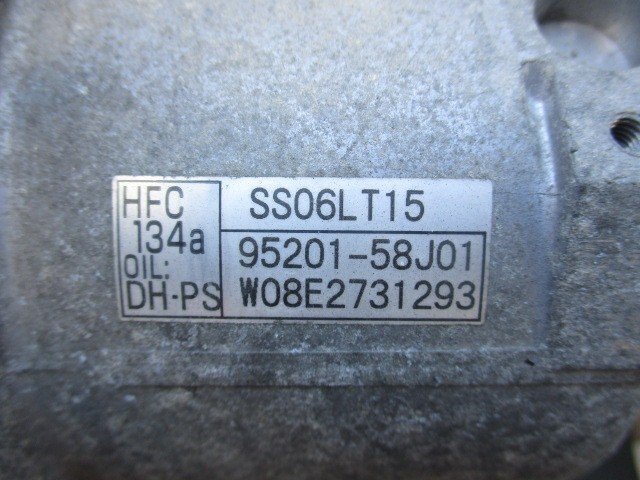 HFC
134a
OIL:
DH-PS
SS06LT15
95201-58J01
W08E2731293